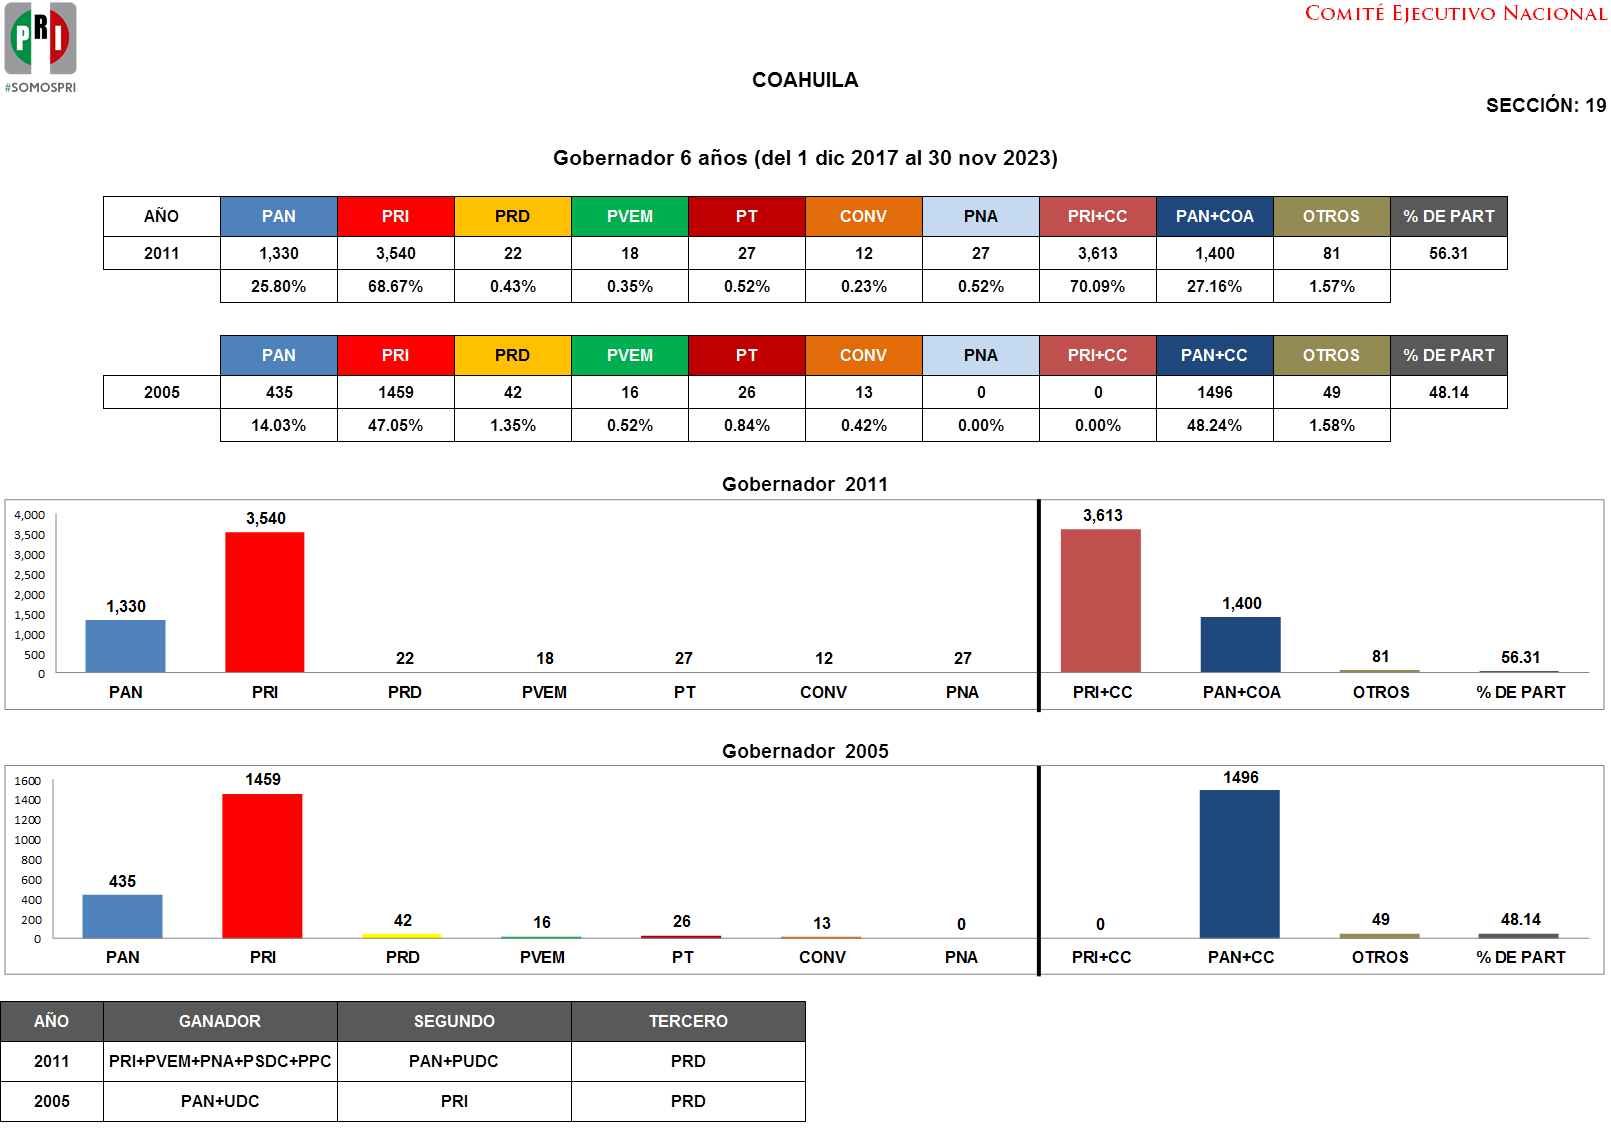 PRI
#SOMOSPRI
COMITÉ EJECUTIVO NACIONAL
COAHUILA
SECCIÓN: 19
Gobernador 6 años (del 1 dic 2017 al 30 nov 2023)
AÑO PAN PRI PRD PVEM PT CONV PNA PRI+CC PAN+COA OTROS % DE PART
2011 1,330 3,540 22 18 27 12 27 3,613 1,400 81 56.31
25.80% 68.67% 0.43% 0.35% 0.52% 0.23% 0.52% 70.09% 27.16% 1.57%
PAN PRI PRD PVEM PT CONV PNA PRI+CC PAN+CC OTROS % DE PART
2005 435 1459 42 16 26 13 0 0 1496 49 48.14
14.03% 47.05% 1.35% 0.52% 0.84% 0.42% 0.00% 0.00% 48.24% 1.58%
Gobernador 2011
4,000
3,500
3,000
2,500
2,000
1,500
1,000
500
0
1,330 3,540 22 18 27 12 27 3,613 1,400 81 56.31
PAN PRI PRD PVEM PT CONV PNA PRI+CC PAN+COA OTROS % DE PART
Gobernador 2005
1600
1400
1200
1000
800
600
400
200
0
435 1459 42 16 26 13 0 0 1496 49 48.14
PAN PRI PRD PVEM PT CONV PNA PRI+CC PAN+CC OTROS % DE PART
AÑO GANADOR SEGUNDO TERCERO
2011 PRI+PVEM+PNA+PSDC+PPC PAN+PUDC PRD
2005 PAN+UDC PRI PRD